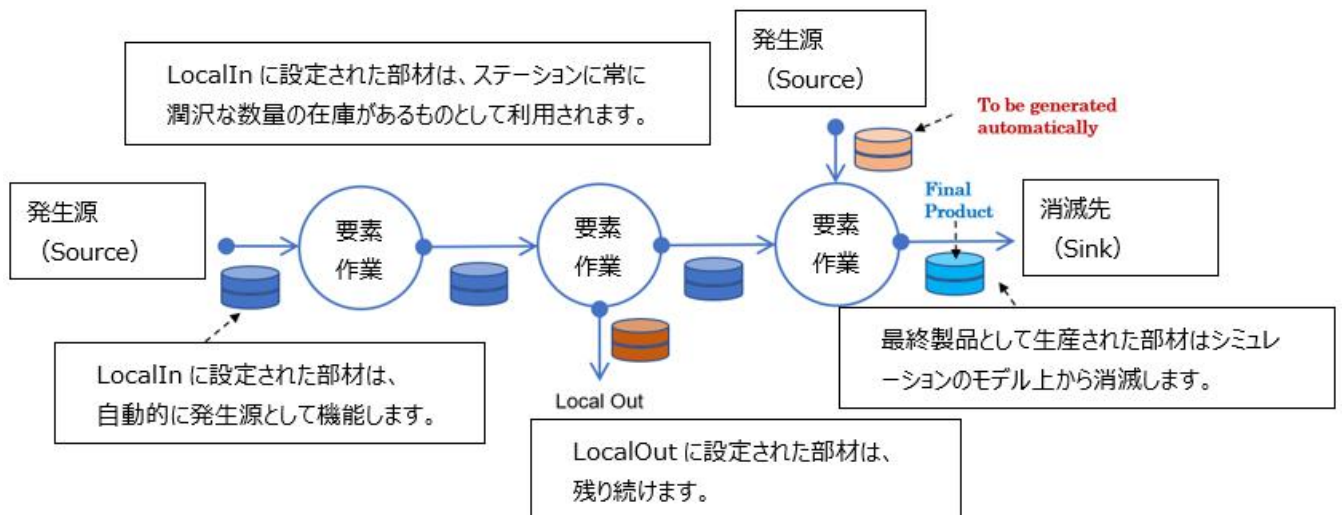 発生源
（Source）
LocalIn に設定された部材は、ステーションに常に
潤沢な数量の在庫があるものとして利用されます。
To be generated
automatically
発生源
（Source）
要素
作業
要素
作業
要素
作業
Final
Product
消滅先
（Sink）
LocalIn に設定された部材は、
自動的に発生源として機能します。
Local Out
最終製品として生産された部材はシミュレ
ーションのモデル上から消滅します。
LocalOut に設定された部材は、
残り続けます。